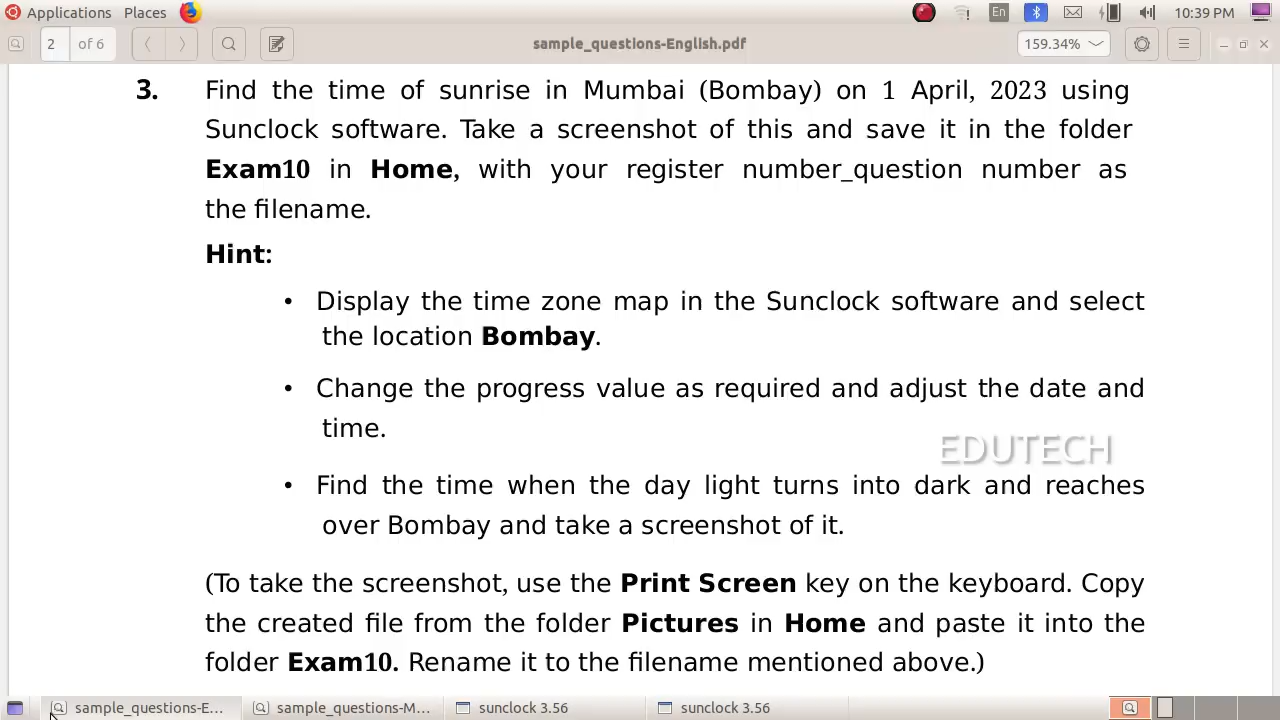 Applications Places En 10:39 PM
2 of 6 sample_questions-English.pdf 159.34%
3. Find the time of sunrise in Mumbai (Bombay) on 1 April, 2023 using
Sunclock software. Take a screenshot of this and save it in the folder
Exam10 in Home, with your register number_question number as
the filename.
Hint:
• Display the time zone map in the Sunclock software and select
the location Bombay.
• Change the progress value as required and adjust the date and
time.
EDUTECH
• Find the time when the day light turns into dark and reaches
over Bombay and take a screenshot of it.
(To take the screenshot, use the Print Screen key on the keyboard. Copy
the created file from the folder Pictures in Home and paste it into the
folder Exam10. Rename it to the filename mentioned above.)
sample_questions-E... sample_questions-M... sunclock 3.56 sunclock 3.56